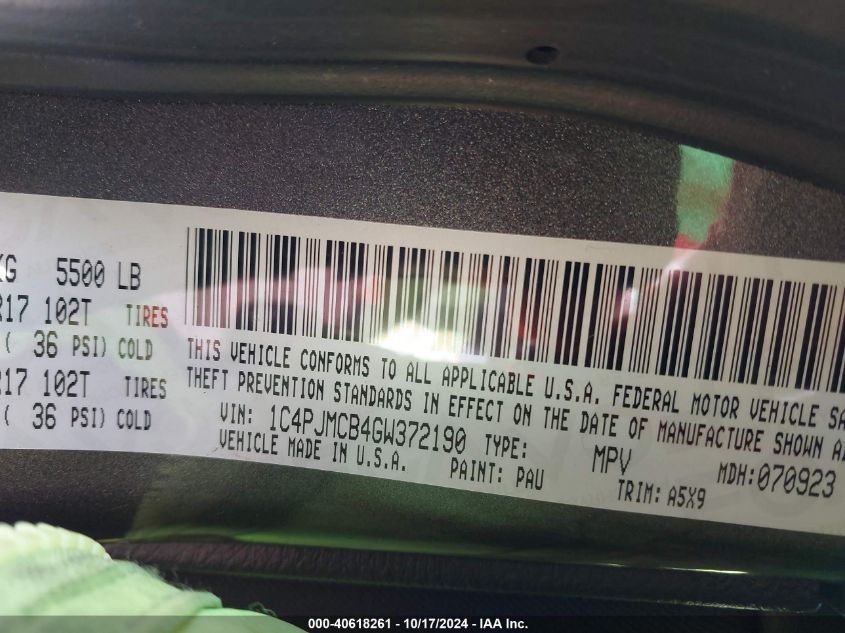 KG 5500 LB
R17 102T TIRES
( 36 PSI) COLD
R17 102T TIRES
( 36 PSI) COLD
THIS VEHICLE CONFORMS TO ALL APPLICABLE U.S.A. FEDERAL MOTOR VEHICLE SA
THEFT PREVENTION STANDARDS IN EFFECT ON THE DATE OF MANUFACTURE SHOWN A
VIN: 1C4PJMCB4GW372190 TYPE: MPV MDH:070923
VEHICLE MADE IN U.S.A. PAINT: PAU TRIM: A5X9
000-40618261 - 10/17/2024 - IAA Inc.